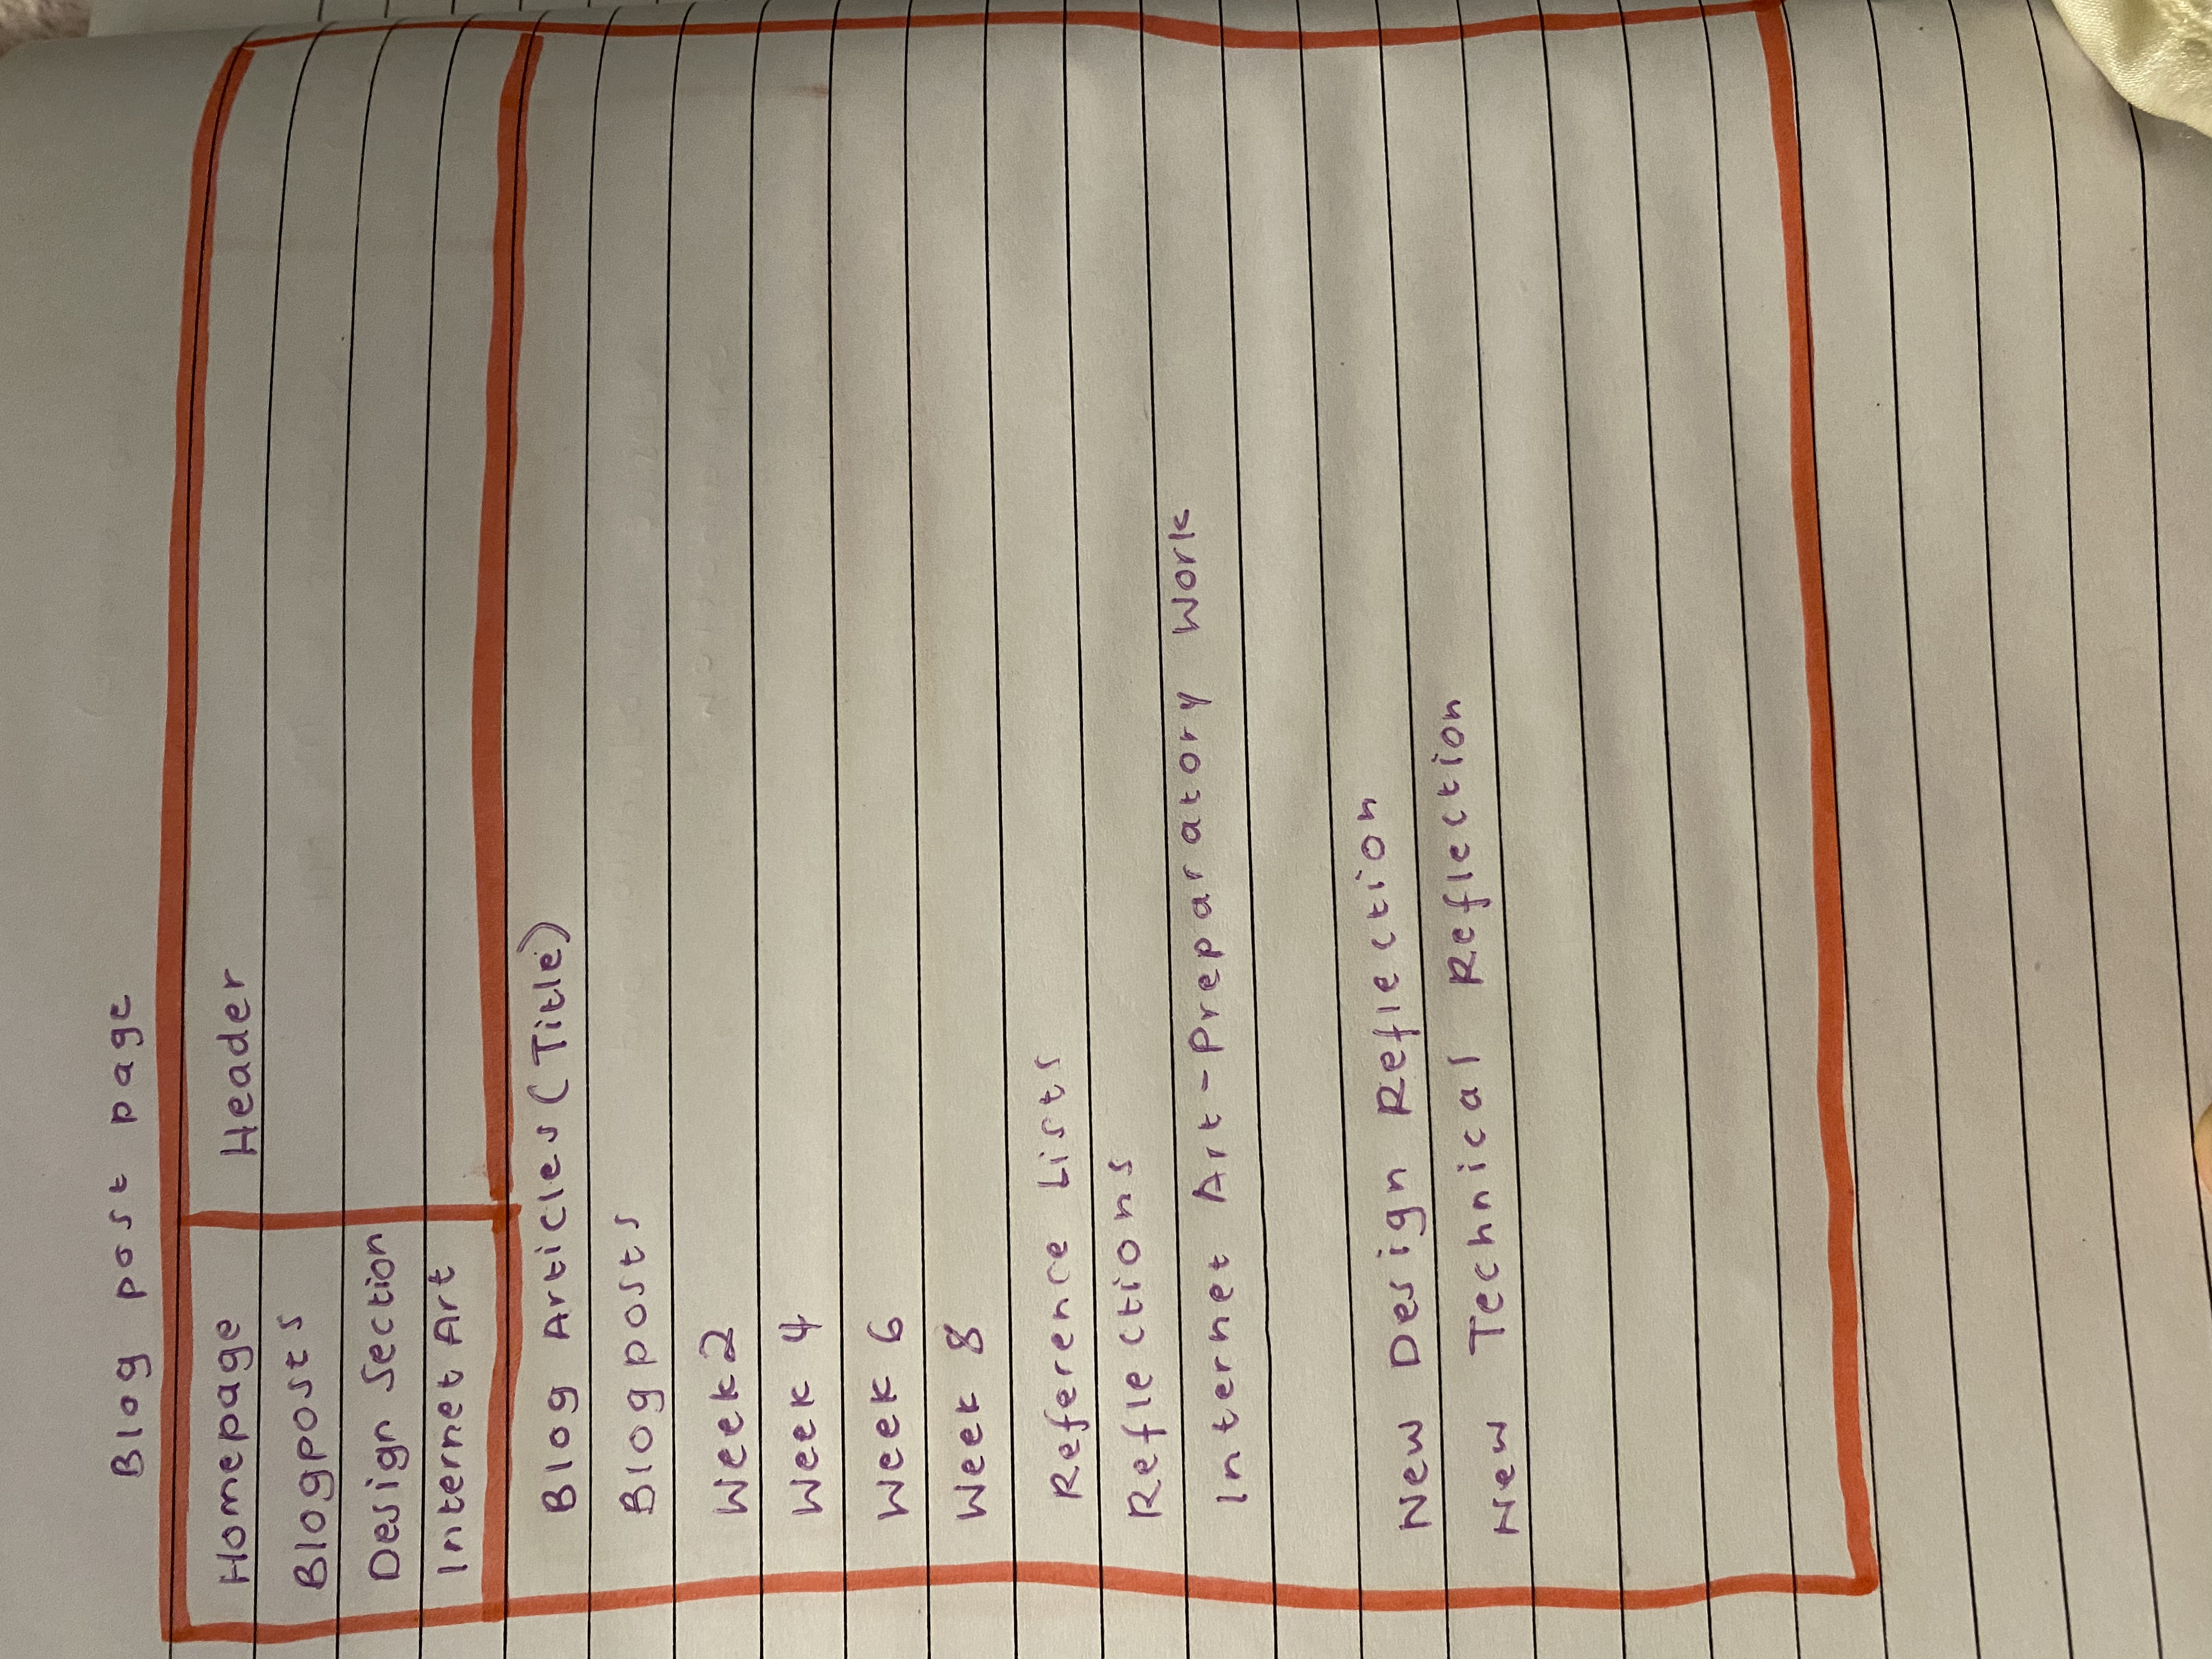 Blog post page
Homepage
Blogposts
Design Section
Internet Art
Header
Blog Articles (Title)
Blogposts
Week 2
Week 4
Week 6
Week 8
Reference Lists
Reflections
Internet Art-Preparatory Work
New Design Reflection
New Technical Reflection